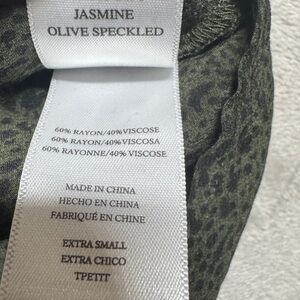 JASMINE
OLIVE SPECKLED
60% RAYON/40% VISCOSE
60% RAYON/40% VISCOSA
60% RAYONNE/40% VISCOSE
MADE IN CHINA
HECHO EN CHINA
FABRIQUÉ EN CHINE
EXTRA SMALL
EXTRA CHICO
TPETIT